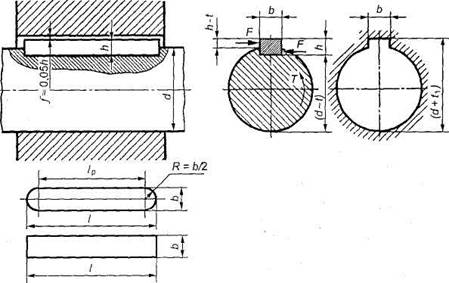 h
f = 0,05h
d
h - t
F
b
F
h
T
(d – t)
b
(d + t₁)
lₚ
R = b/2
b
l
b
l